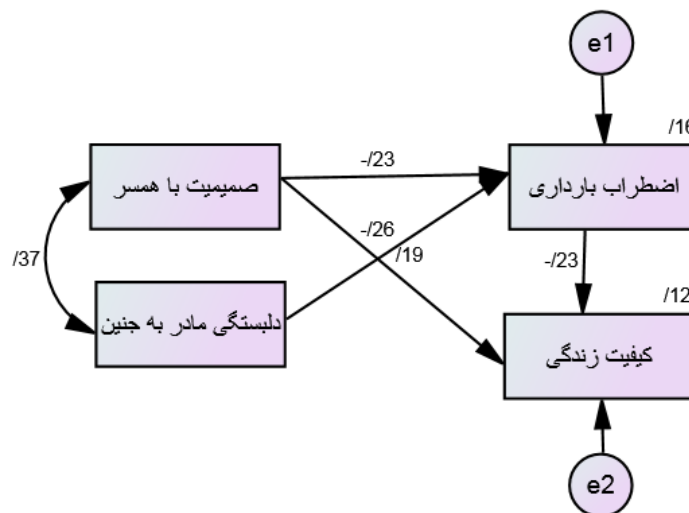 e1
/16
-/23
صمیمیت با همسر
اضطراب بارداری
-/26
/19
/37
-/23
دلبستگی مادر به جنین
/12
کیفیت زندگی
e2